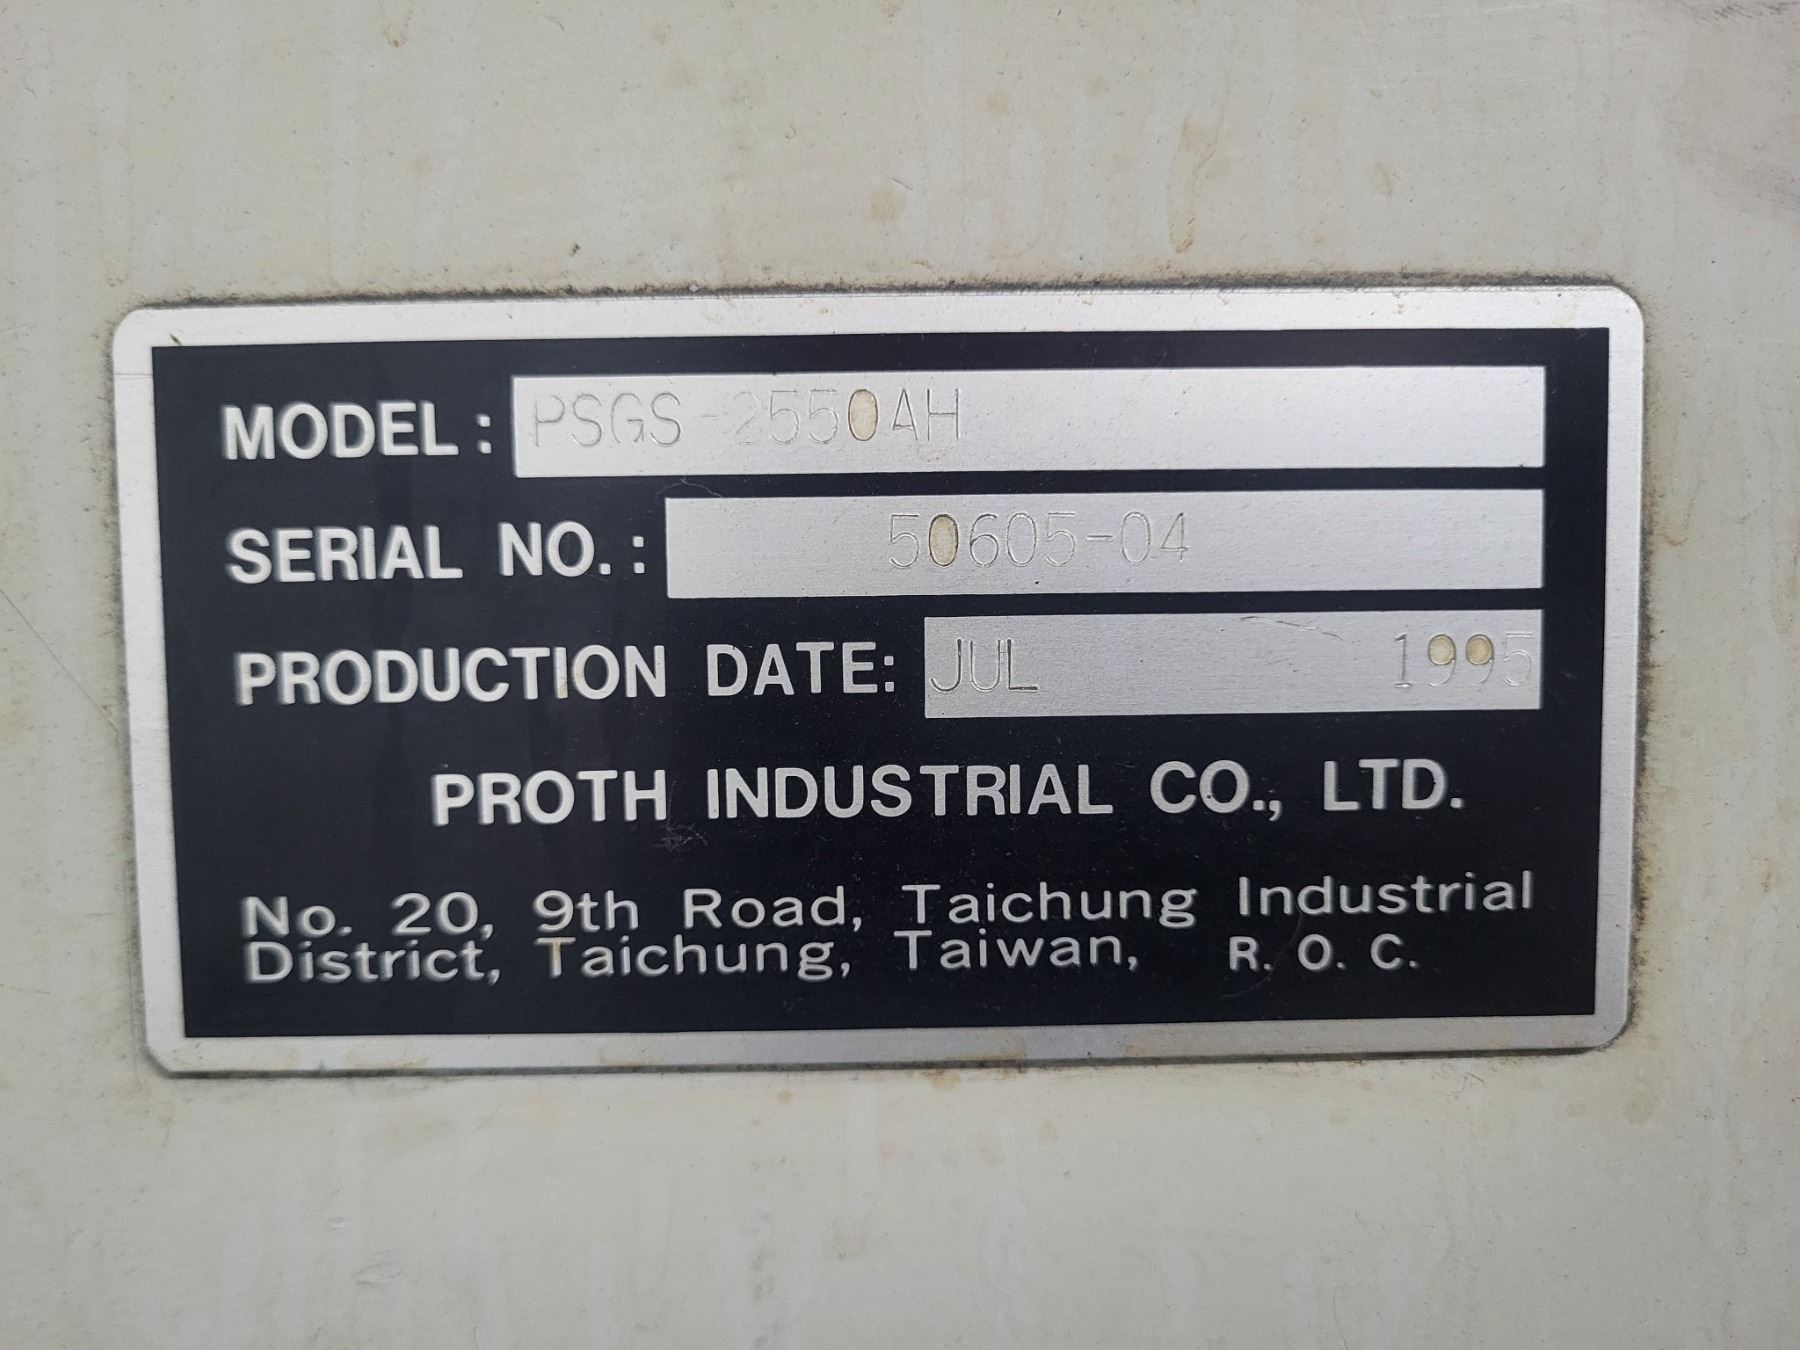 MODEL: PSGS-2550AH
SERIAL NO.: 50605-04
PRODUCTION DATE: JUL 1995
PROTH INDUSTRIAL CO., LTD.
No. 20, 9th Road, Taichung Industrial
District, Taichung, Taiwan, R. O. C.